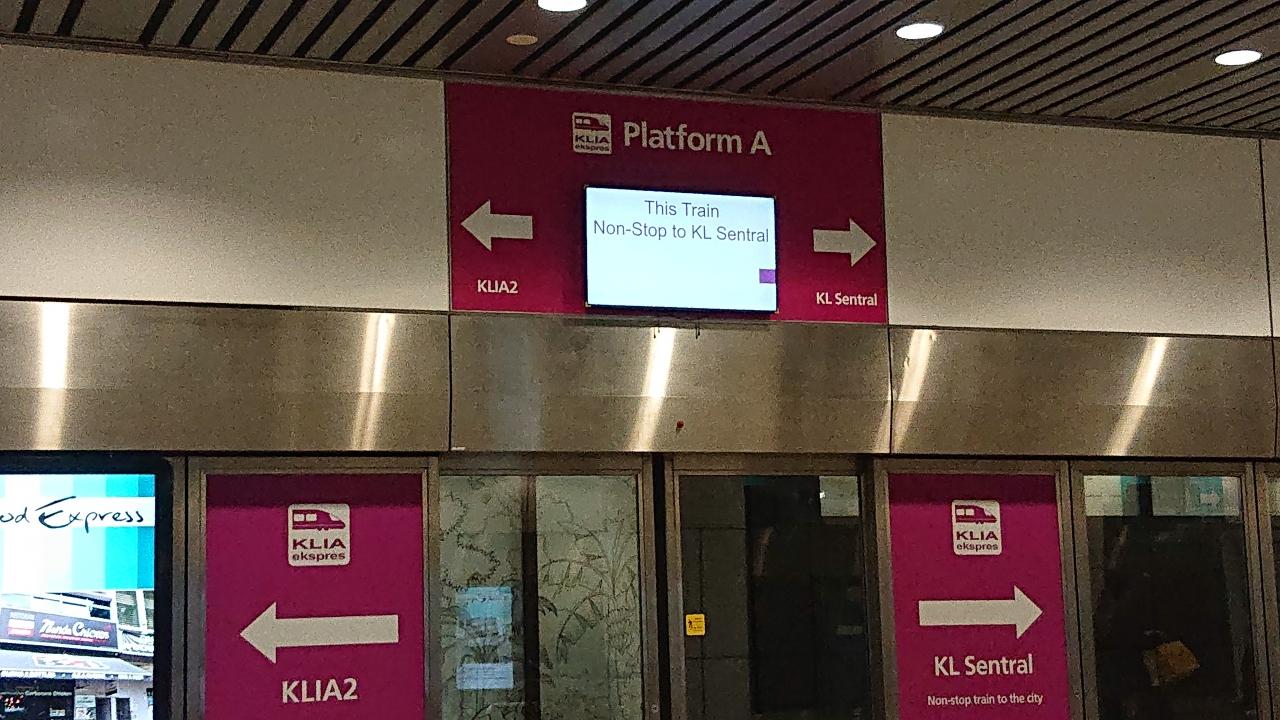 KLIA
ekspres
Platform A
This Train
Non-Stop to KL Sentral
KLIA2
KL Sentral
Express
KLIA
ekspres
KLIA2
KLIA
ekspres
KL Sentral
Non-stop train to the city